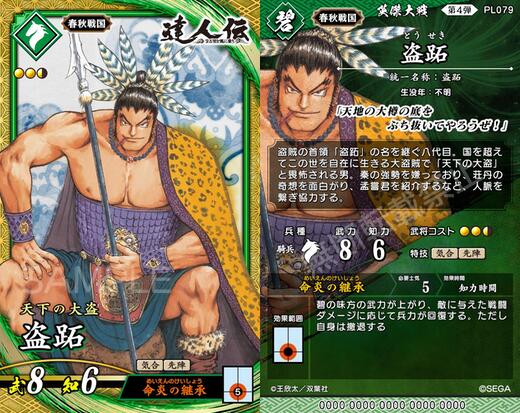 春秋戦国
達人伝
天下の大盗
盗跖
気合 先陣
武8 知6
めいえんのけいしょう
命炎の継承
5
碧
春秋戦国
英傑大戦
第4弾
PL079
とう せき
盗跖
統一名称：盗跖
生没年：不明
「天地の大樽の底を
ぶち抜いてやろうぜ！」
盗賊の首領「盗跖」の名を継ぐ八代目。国を超え
てこの世を自在に生きる大盗賊で「天下の大盗」
と畏怖される男。秦の強勢を嫌っており、荘丹の
奇想を面白がり、孟嘗君を紹介するなど、人脈を
繋ぎ協力する。
兵種 武力 知力 武将コスト
騎兵 8 6 特技 気合 先陣
めいえんのけいしょう 必要士気 効果時間
命炎の継承 5 知力時間
効果範囲
碧の味方の武力が上がり、敵に与えた戦闘
ダメージに応じて兵力が回復する。ただし
自身は撤退する
©王欣太／双葉社
©SEGA
0000-0000-0000-0000-0000